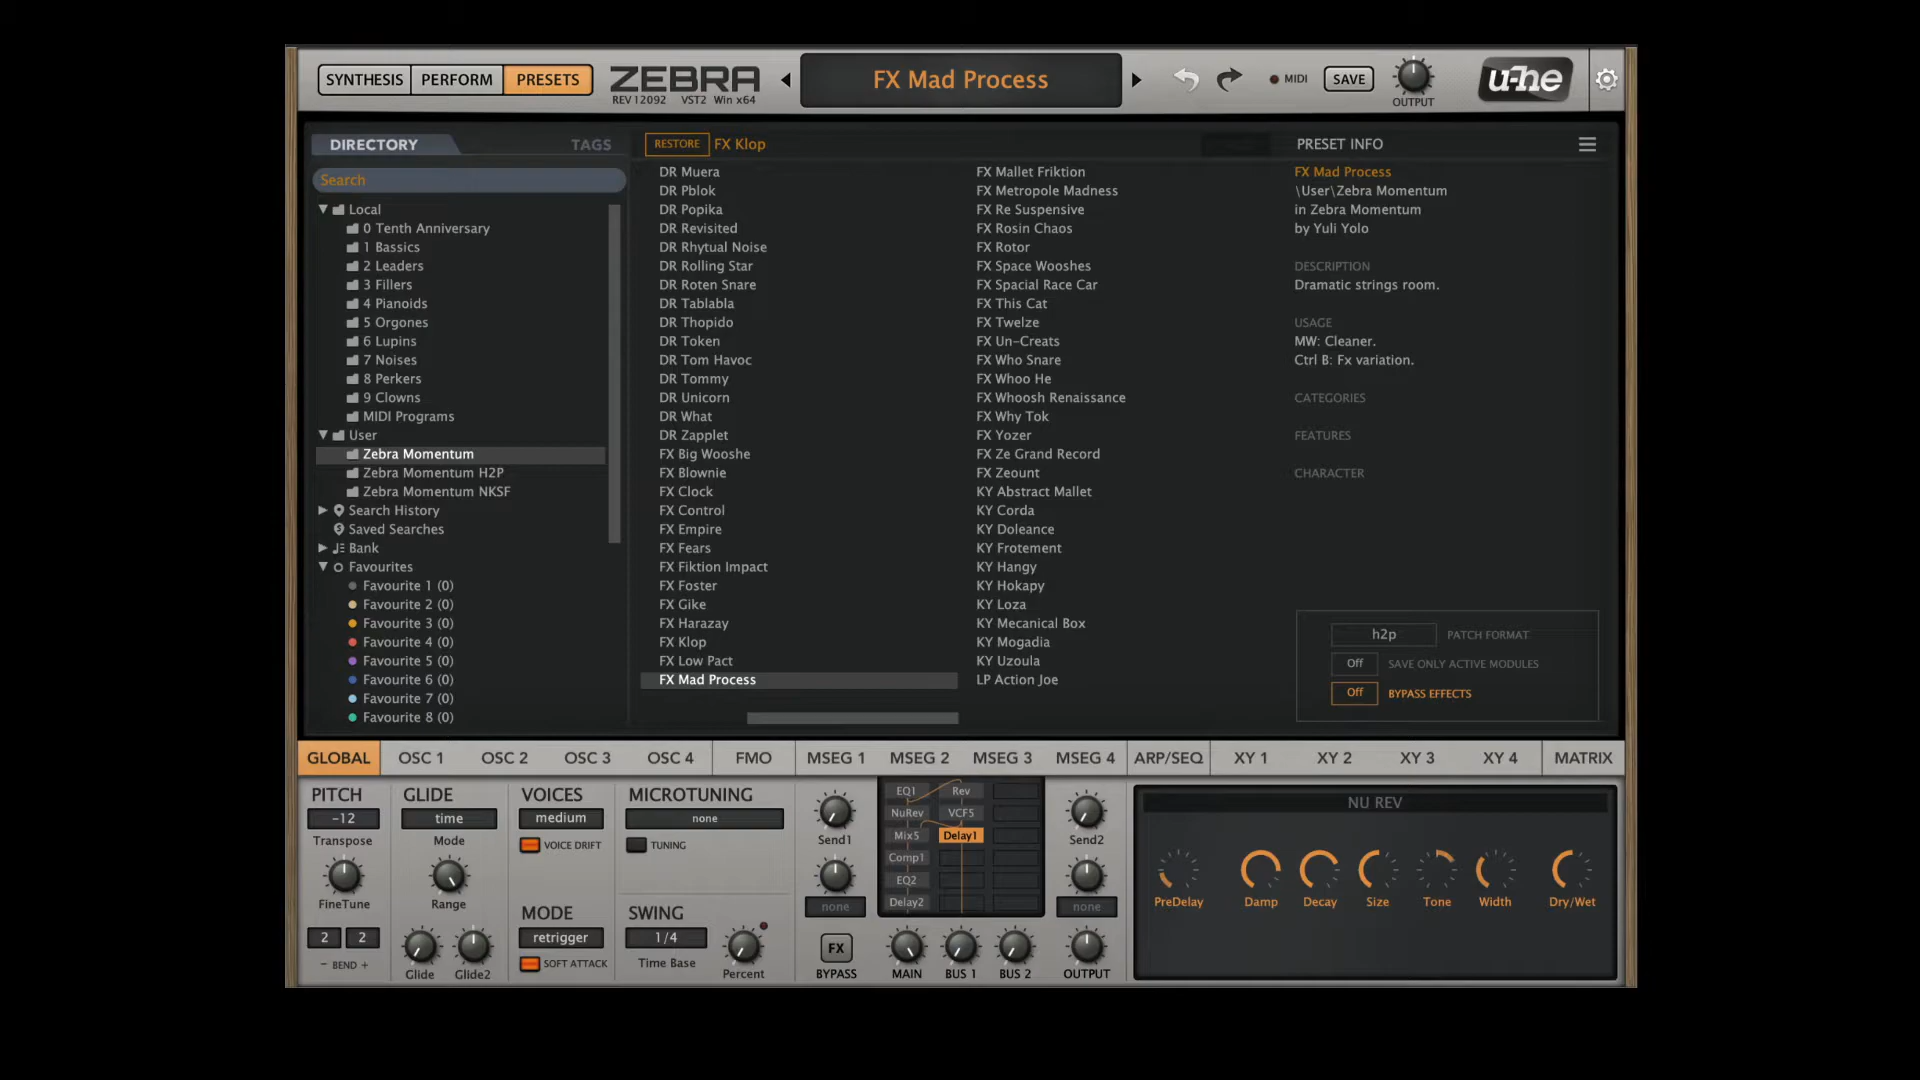 SYNTHESIS PERFORM PRESETS ZEBRA FX Mad Process MIDI SAVE u-he
REV 12092 VST2 Win x64 OUTPUT
DIRECTORY TAGS RESTORE FX Klop PRESET INFO
Search
Local
0 Tenth Anniversary
1 Bassics
2 Leaders
3 Fillers
4 Pianoids
5 Orgones
6 Lupins
7 Noises
8 Perkers
9 Clowns
MIDI Programs
User
Zebra Momentum
Zebra Momentum H2P
Zebra Momentum NKSF
Search History
Saved Searches
Bank
Favourites
Favourite 1 (0)
Favourite 2 (0)
Favourite 3 (0)
Favourite 4 (0)
Favourite 5 (0)
Favourite 6 (0)
Favourite 7 (0)
Favourite 8 (0)
DR Muera
DR Pblok
DR Popika
DR Revisited
DR Rhytual Noise
DR Rolling Star
DR Roten Snare
DR Tablabla
DR Thopido
DR Token
DR Tom Havoc
DR Tommy
DR Unicorn
DR What
DR Zapplet
FX Big Wooshe
FX Blownie
FX Clock
FX Control
FX Empire
FX Fears
FX Fiktion Impact
FX Foster
FX Gike
FX Harazay
FX Klop
FX Low Pact
FX Mad Process
FX Mallet Friktion
FX Metropole Madness
FX Re Suspensive
FX Rosin Chaos
FX Rotor
FX Space Wooshes
FX Spacial Race Car
FX This Cat
FX Twelze
FX Un-Creats
FX Who Snare
FX Whoo He
FX Whoosh Renaissance
FX Why Tok
FX Yozer
FX Ze Grand Record
FX Zeount
KY Abstract Mallet
KY Corda
KY Doleance
KY Frotement
KY Hangy
KY Hokapy
KY Loza
KY Mecanical Box
KY Mogadia
KY Uzoula
LP Action Joe
FX Mad Process
\User\Zebra Momentum
in Zebra Momentum
by Yuli Yolo
DESCRIPTION
Dramatic strings room.
USAGE
MW: Cleaner.
Ctrl B: Fx variation.
CATEGORIES
FEATURES
CHARACTER
h2p PATCH FORMAT
Off SAVE ONLY ACTIVE MODULES
Off BYPASS EFFECTS
GLOBAL OSC 1 OSC 2 OSC 3 OSC 4 FMO MSEG 1 MSEG 2 MSEG 3 MSEG 4 ARP/SEQ XY 1 XY 2 XY 3 XY 4 MATRIX
PITCH
-12
Transpose
FineTune
2 2
- BEND +
GLIDE
time
Mode
Range
Glide Glide2
VOICES
medium
VOICE DRIFT
MODE
retrigger
SOFT ATTACK
MICROTUNING
none
TUNING
SWING
1/4
Time Base Percent
Send1
none
FX
BYPASS
EQ1 Rev
NuRev VCF5
Mix5 Delay1
Comp1
EQ2
Delay2
MAIN BUS 1 BUS 2
Send2
none
OUTPUT
NU REV
PreDelay Damp Decay Size Tone Width Dry/Wet